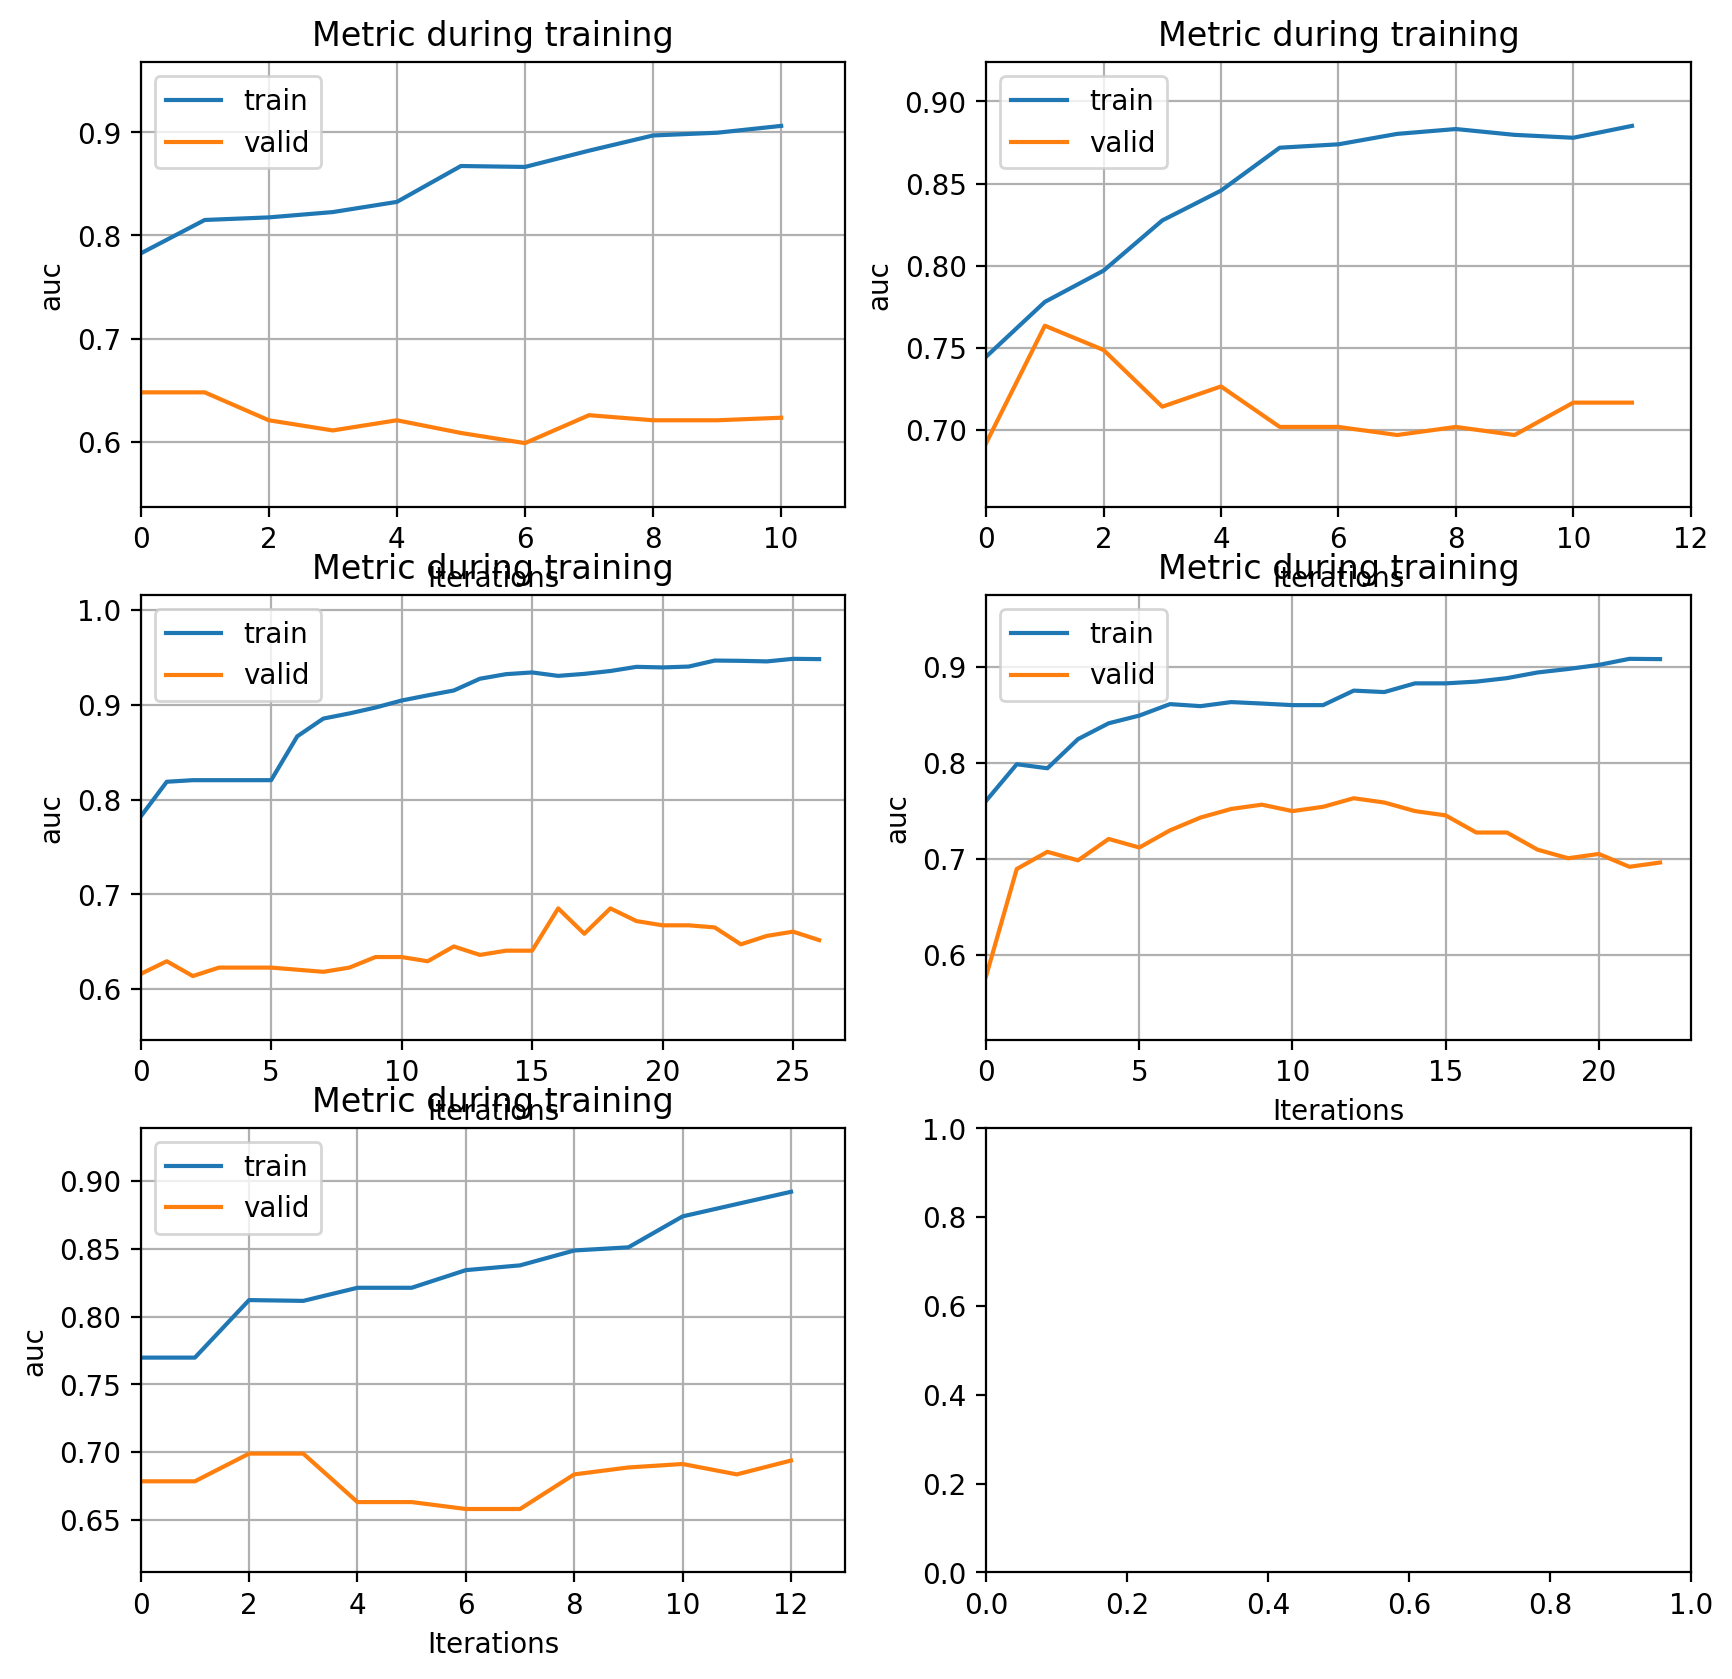 Metric during training
train
valid
auc
0.9
0.8
0.7
0.6
0 2 4 6 8 10
Iterations
Metric during training
train
valid
auc
0.90
0.85
0.80
0.75
0.70
0 2 4 6 8 10 12
Iterations
Metric during training
train
valid
auc
1.0
0.9
0.8
0.7
0.6
0 5 10 15 20 25
Iterations
Metric during training
train
valid
auc
0.9
0.8
0.7
0.6
0 5 10 15 20
Iterations
Metric during training
train
valid
auc
0.90
0.85
0.80
0.75
0.70
0.65
0 2 4 6 8 10 12
Iterations
1.0
0.8
0.6
0.4
0.2
0.0
0.0 0.2 0.4 0.6 0.8 1.0